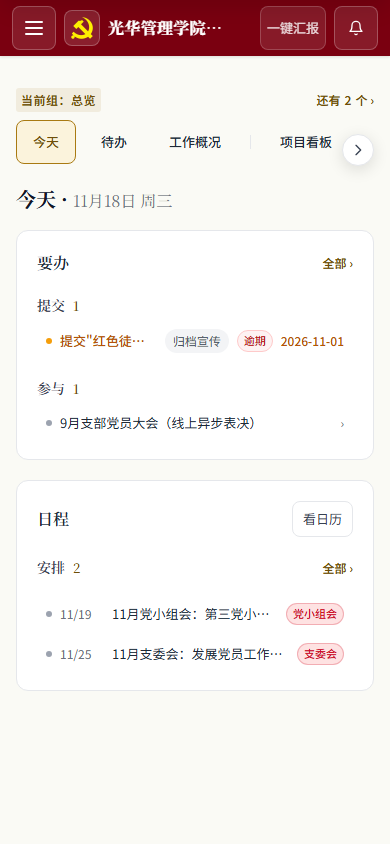 光华管理学院…
一键汇报
当前组：总览
还有 2 个 ›
今天
待办
工作概况
项目看板
今天 · 11月18日 周三
要办
全部 ›
提交 1
提交"红色徒… 归档宣传 逾期 2026-11-01
参与 1
9月支部党员大会（线上异步表决） ›
日程
看日历
安排 2
全部 ›
11/19 11月党小组会：第三党小… 党小组会
11/25 11月支委会：发展党员工作… 支委会